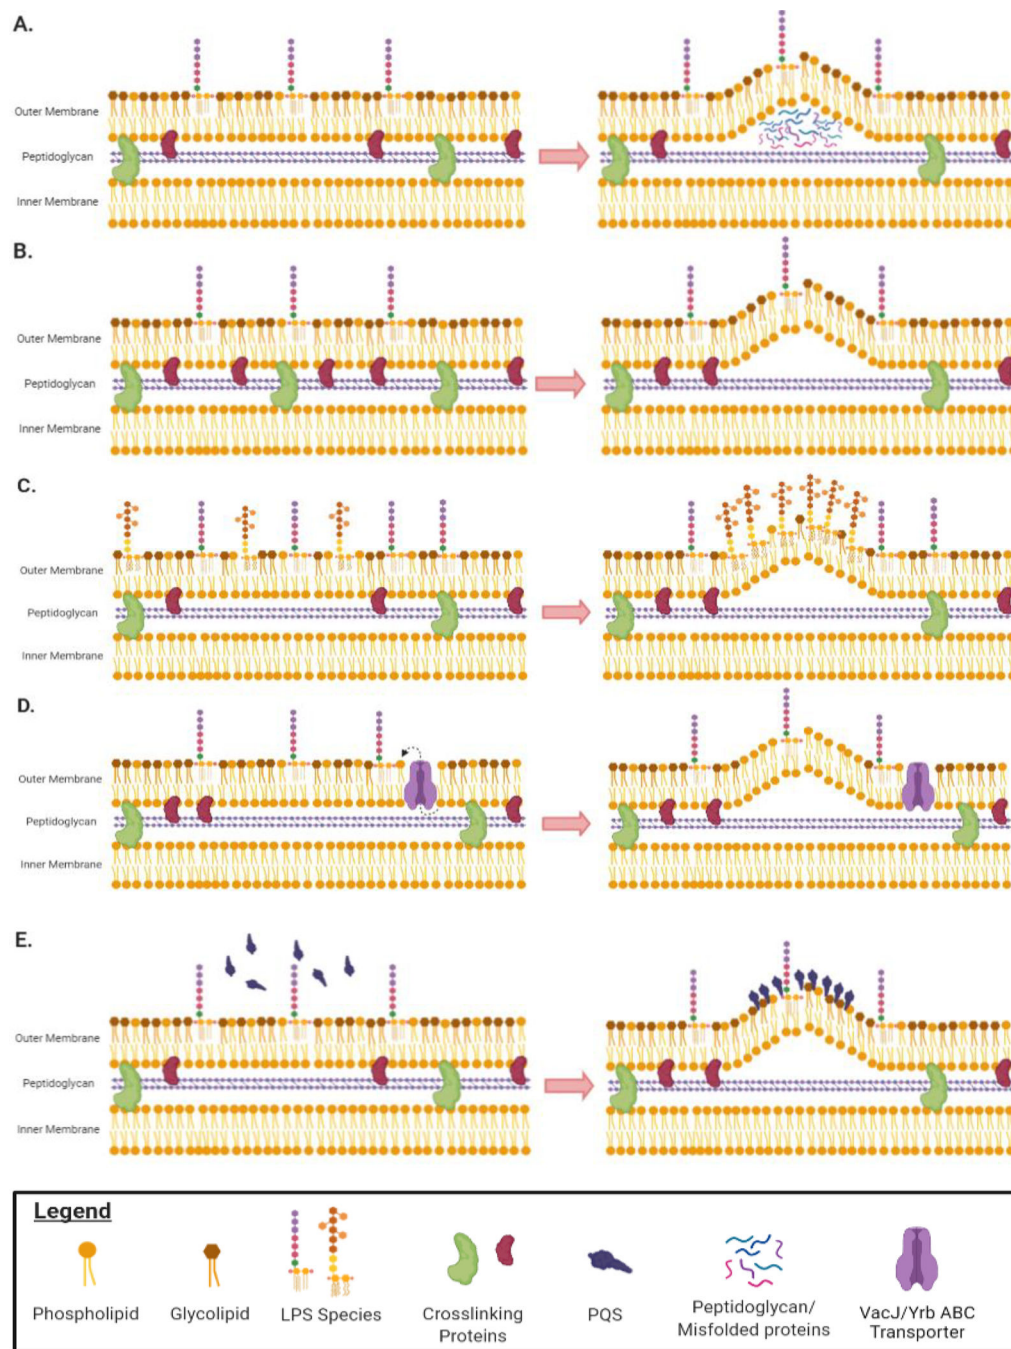 A.
Outer Membrane
Peptidoglycan
Inner Membrane
B.
Outer Membrane
Peptidoglycan
Inner Membrane
C.
Outer Membrane
Peptidoglycan
Inner Membrane
D.
Outer Membrane
Peptidoglycan
Inner Membrane
E.
Outer Membrane
Peptidoglycan
Inner Membrane
Legend
Phospholipid
Glycolipid
LPS Species
Crosslinking
Proteins
PQS
Peptidoglycan/
Misfolded proteins
VacJ/Yrb ABC
Transporter